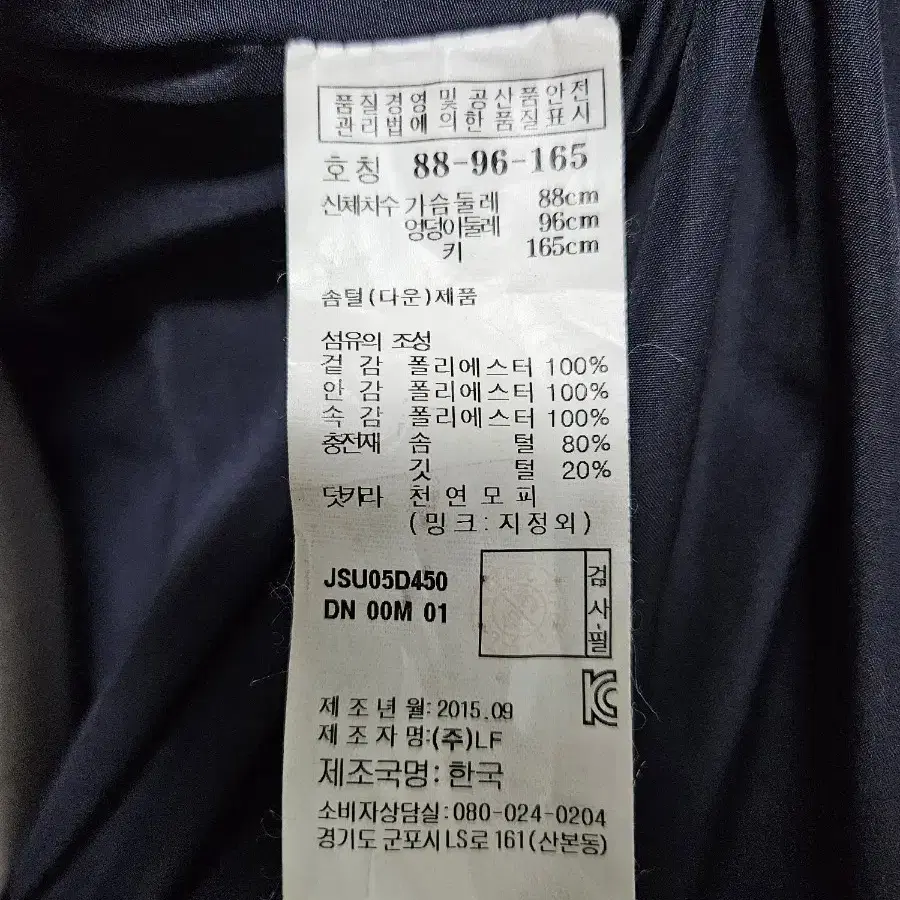 품질경영 및 공산품안전
관리법에 의한 품질표시
호칭 88-96-165
신체치수 가슴둘레 88cm
엉덩이둘레 96cm
키 165cm
솜털(다운)제품
섬유의 조성
겉감 폴리에스터 100%
안감 폴리에스터 100%
속감 폴리에스터 100%
충전재 솜털 80%
깃털 20%
덧카라 천연모피
(밍크:지정외)
JSU05D450
DN 00M 01
검사필
제조년월:2015.09
제조자명:(주)LF
제조국명:한국
소비자상담실:080-024-0204
경기도 군포시 LS로 161(산본동)